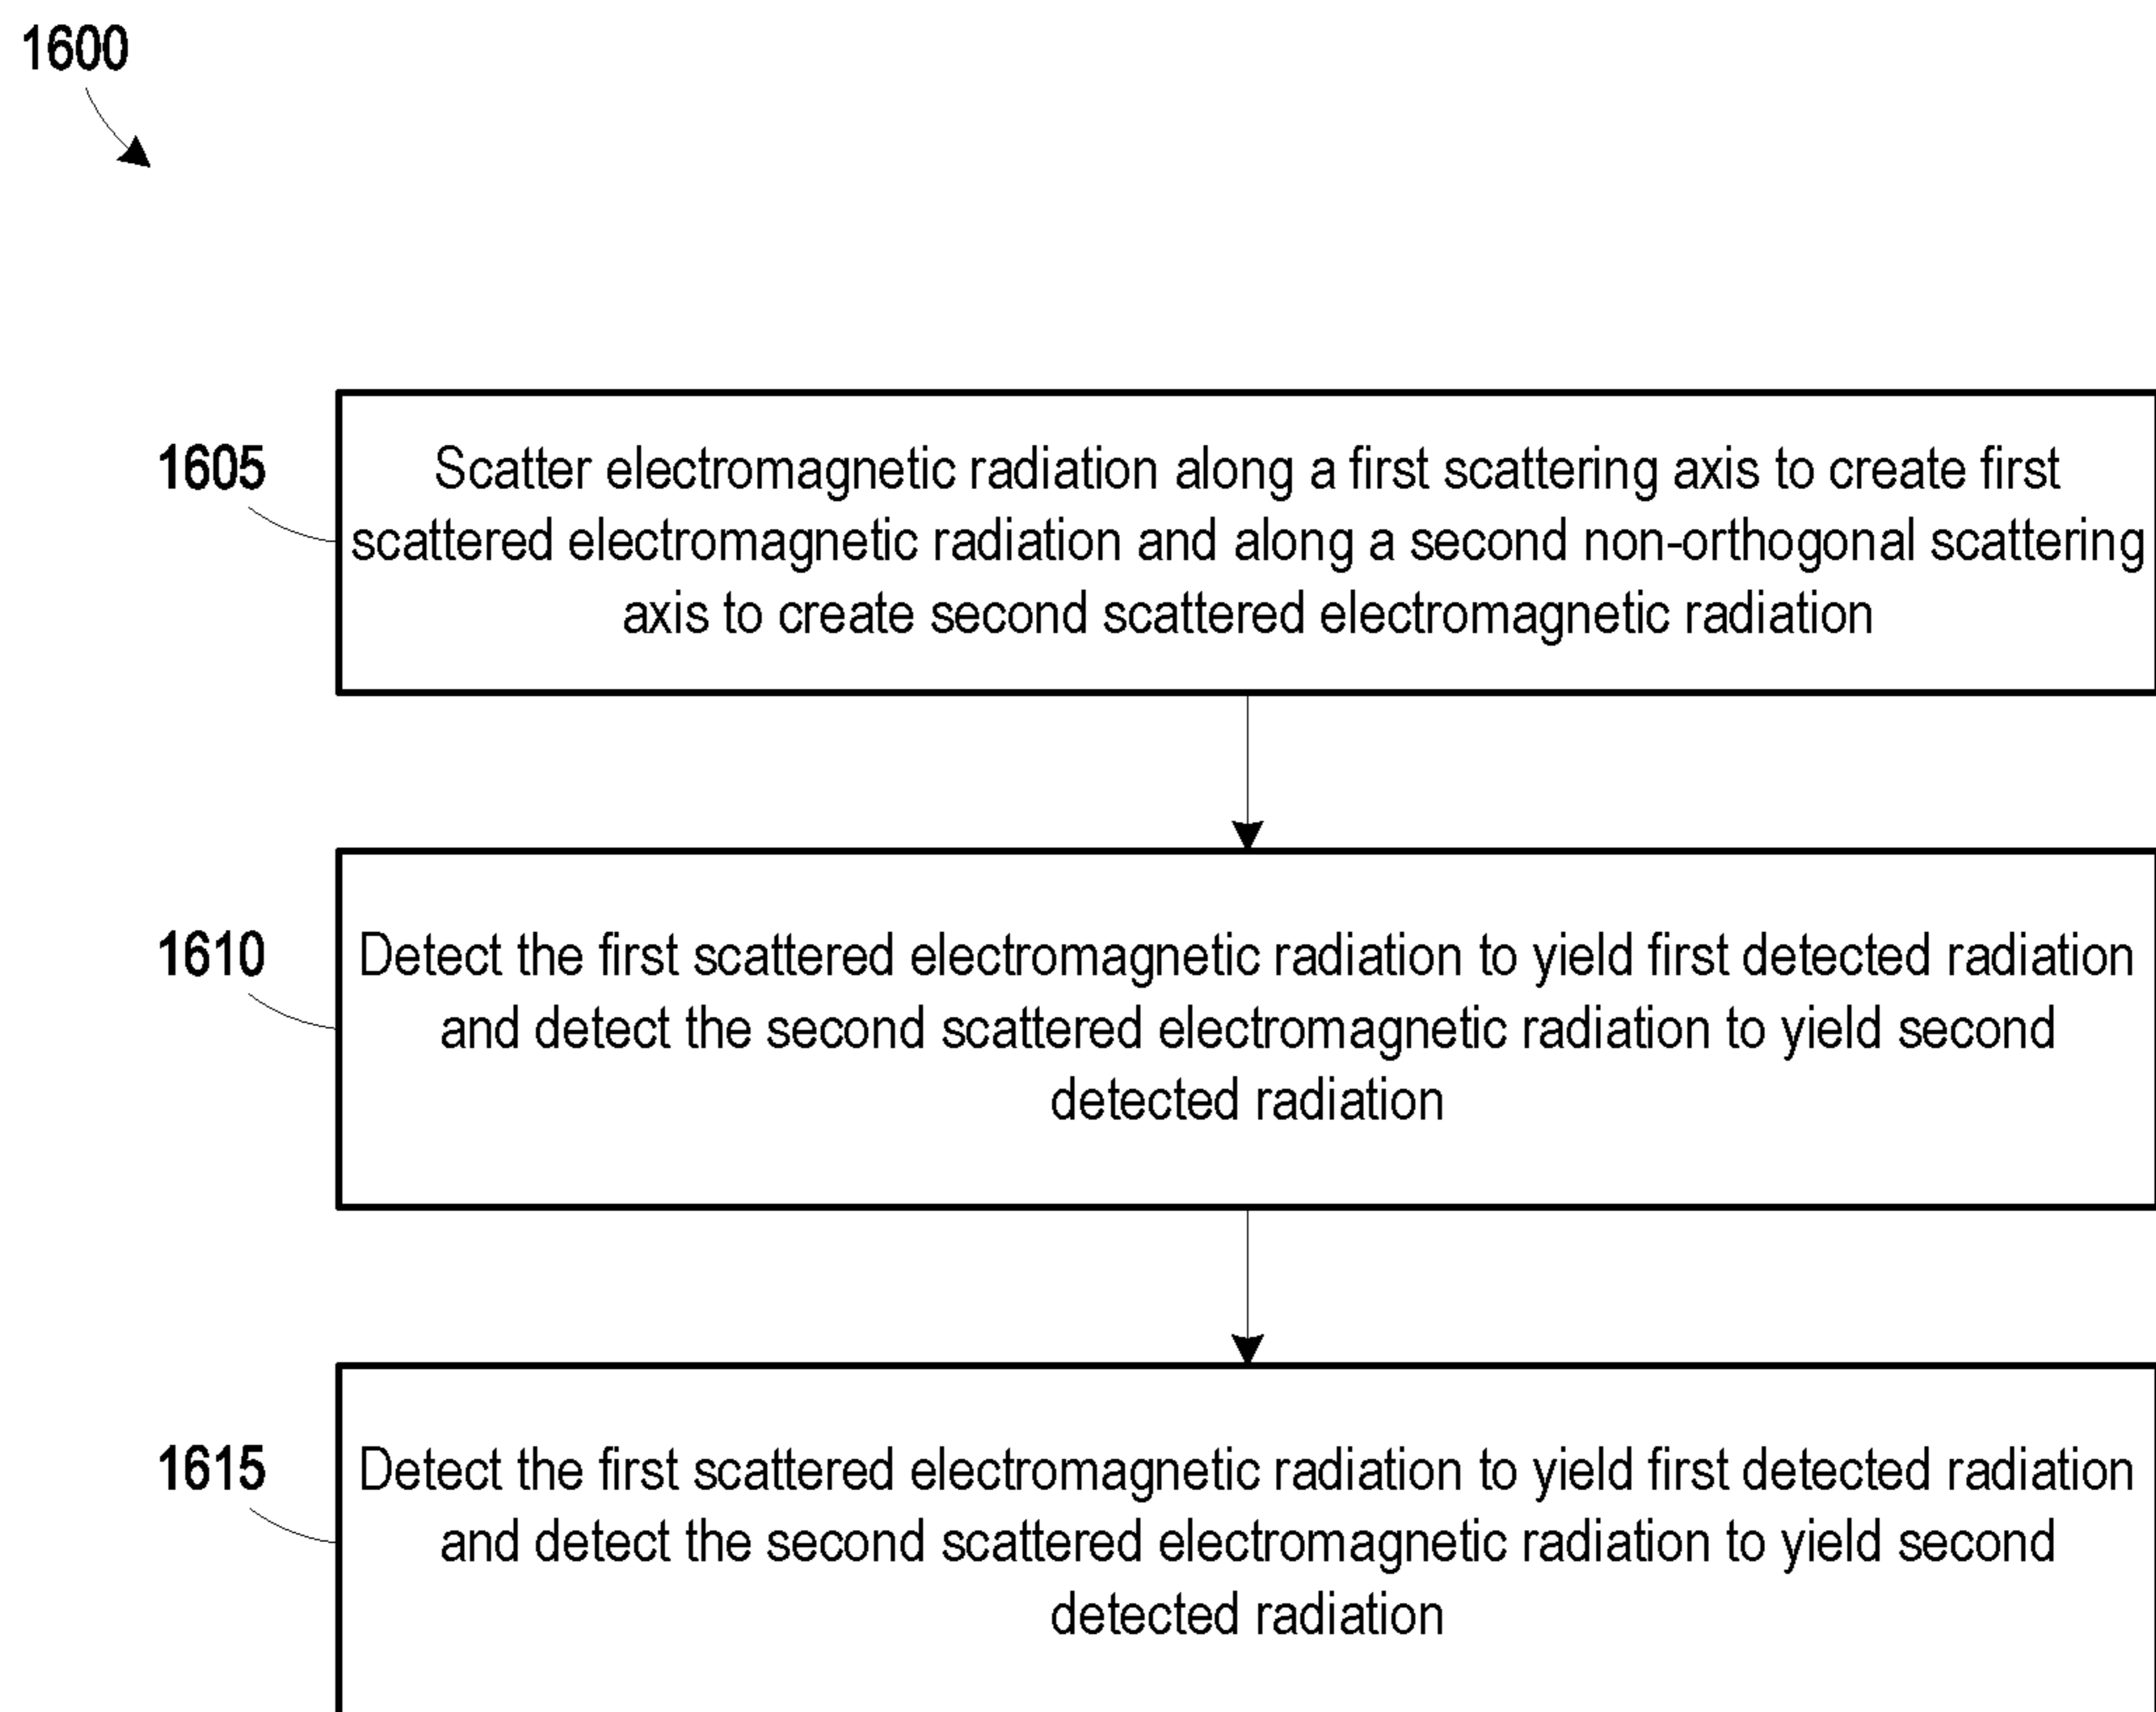 1600
1605
Scatter electromagnetic radiation along a first scattering axis to create first
scattered electromagnetic radiation and along a second non-orthogonal scattering
axis to create second scattered electromagnetic radiation
1610
Detect the first scattered electromagnetic radiation to yield first detected radiation
and detect the second scattered electromagnetic radiation to yield second
detected radiation
1615
Detect the first scattered electromagnetic radiation to yield first detected radiation
and detect the second scattered electromagnetic radiation to yield second
detected radiation